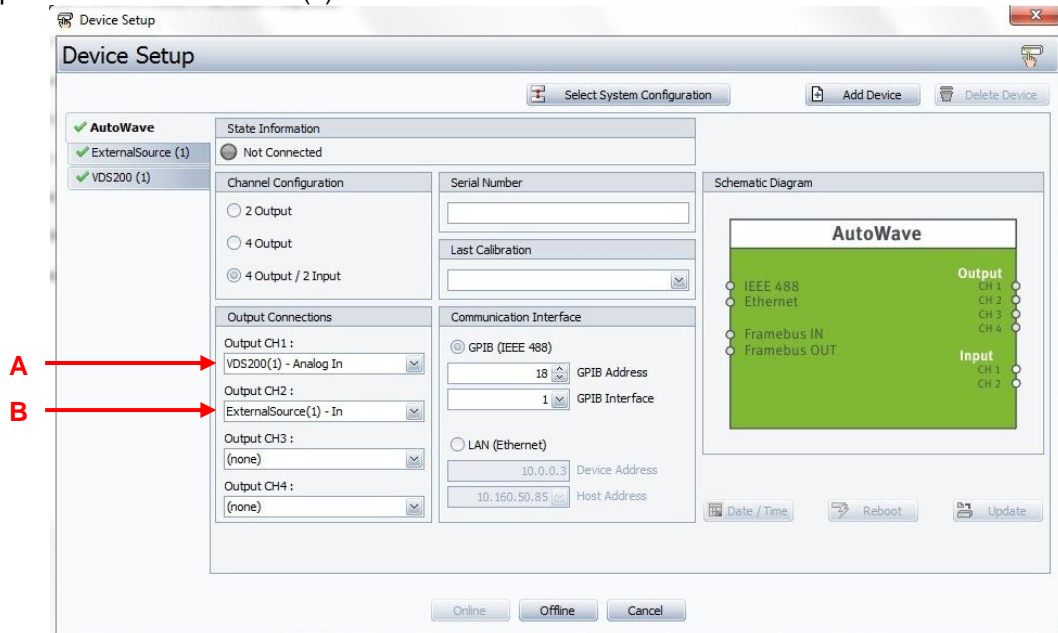 Device Setup
Device Setup
Select System Configuration
Add Device
Delete Device
AutoWave
ExternalSource (1)
VDS200 (1)
State Information
Not Connected
Channel Configuration
2 Output
4 Output
4 Output / 2 Input
Serial Number
Last Calibration
Output Connections
Output CH1 :
VDS200(1) - Analog In
Output CH2 :
ExternalSource(1) - In
Output CH3 :
(none)
Output CH4 :
(none)
A
B
Communication Interface
GPIB (IEEE 488)
18 GPIB Address
1 GPIB Interface
LAN (Ethernet)
10.0.0.3 Device Address
10.160.50.85 Host Address
Schematic Diagram
AutoWave
IEEE 488
Ethernet
Framebus IN
Framebus OUT
Output
CH 1
CH 2
CH 3
CH 4
Input
CH 1
CH 2
Date / Time
Reboot
Update
Online
Offline
Cancel